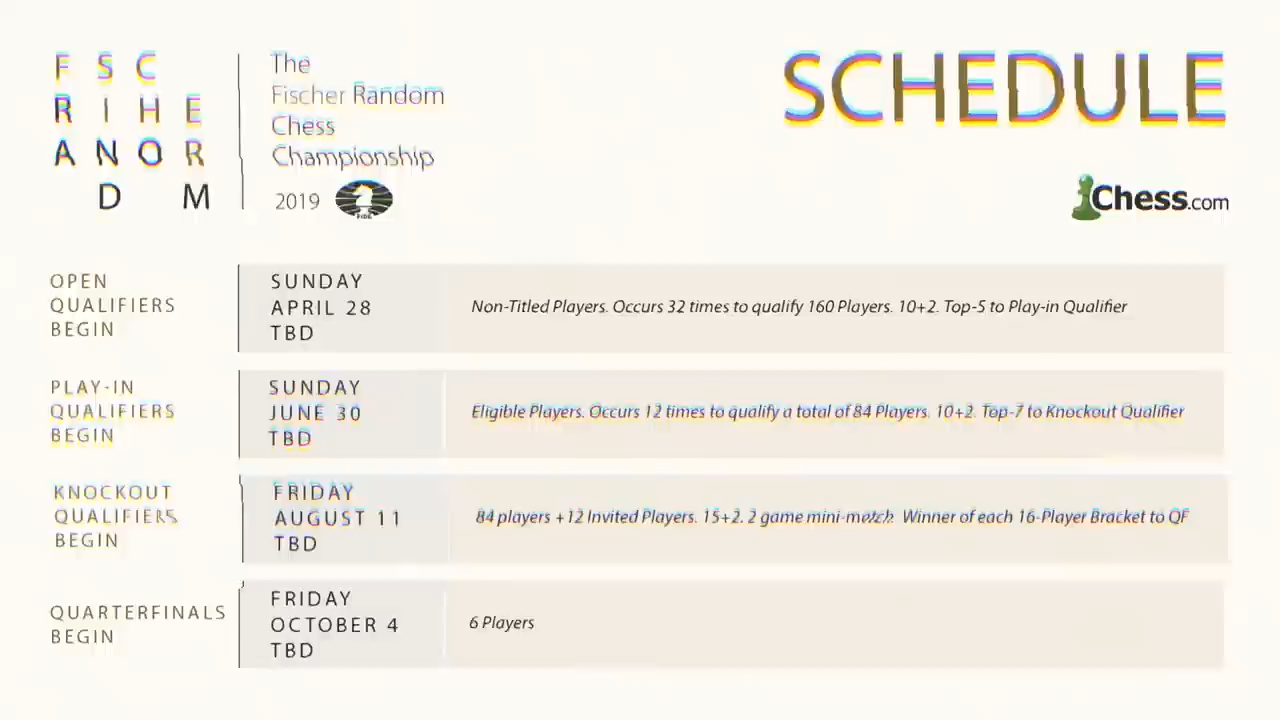 F S C
R I H E
A N O R
D M
The
Fischer Random
Chess
Championship
2019
FIDE
SCHEDULE
Chess.com
OPEN
QUALIFIERS
BEGIN
SUNDAY
APRIL 28
TBD
Non-Titled Players. Occurs 32 times to qualify 160 Players. 10+2. Top-5 to Play-in Qualifier
PLAY-IN
QUALIFIERS
BEGIN
SUNDAY
JUNE 30
TBD
Eligible Players. Occurs 12 times to qualify a total of 84 Players. 10+2. Top-7 to Knockout Qualifier
KNOCKOUT
QUALIFIERS
BEGIN
FRIDAY
AUGUST 11
TBD
84 players +12 Invited Players. 15+2. 2 game mini-match. Winner of each 16-Player Bracket to QF
QUARTERFINALS
BEGIN
FRIDAY
OCTOBER 4
TBD
6 Players